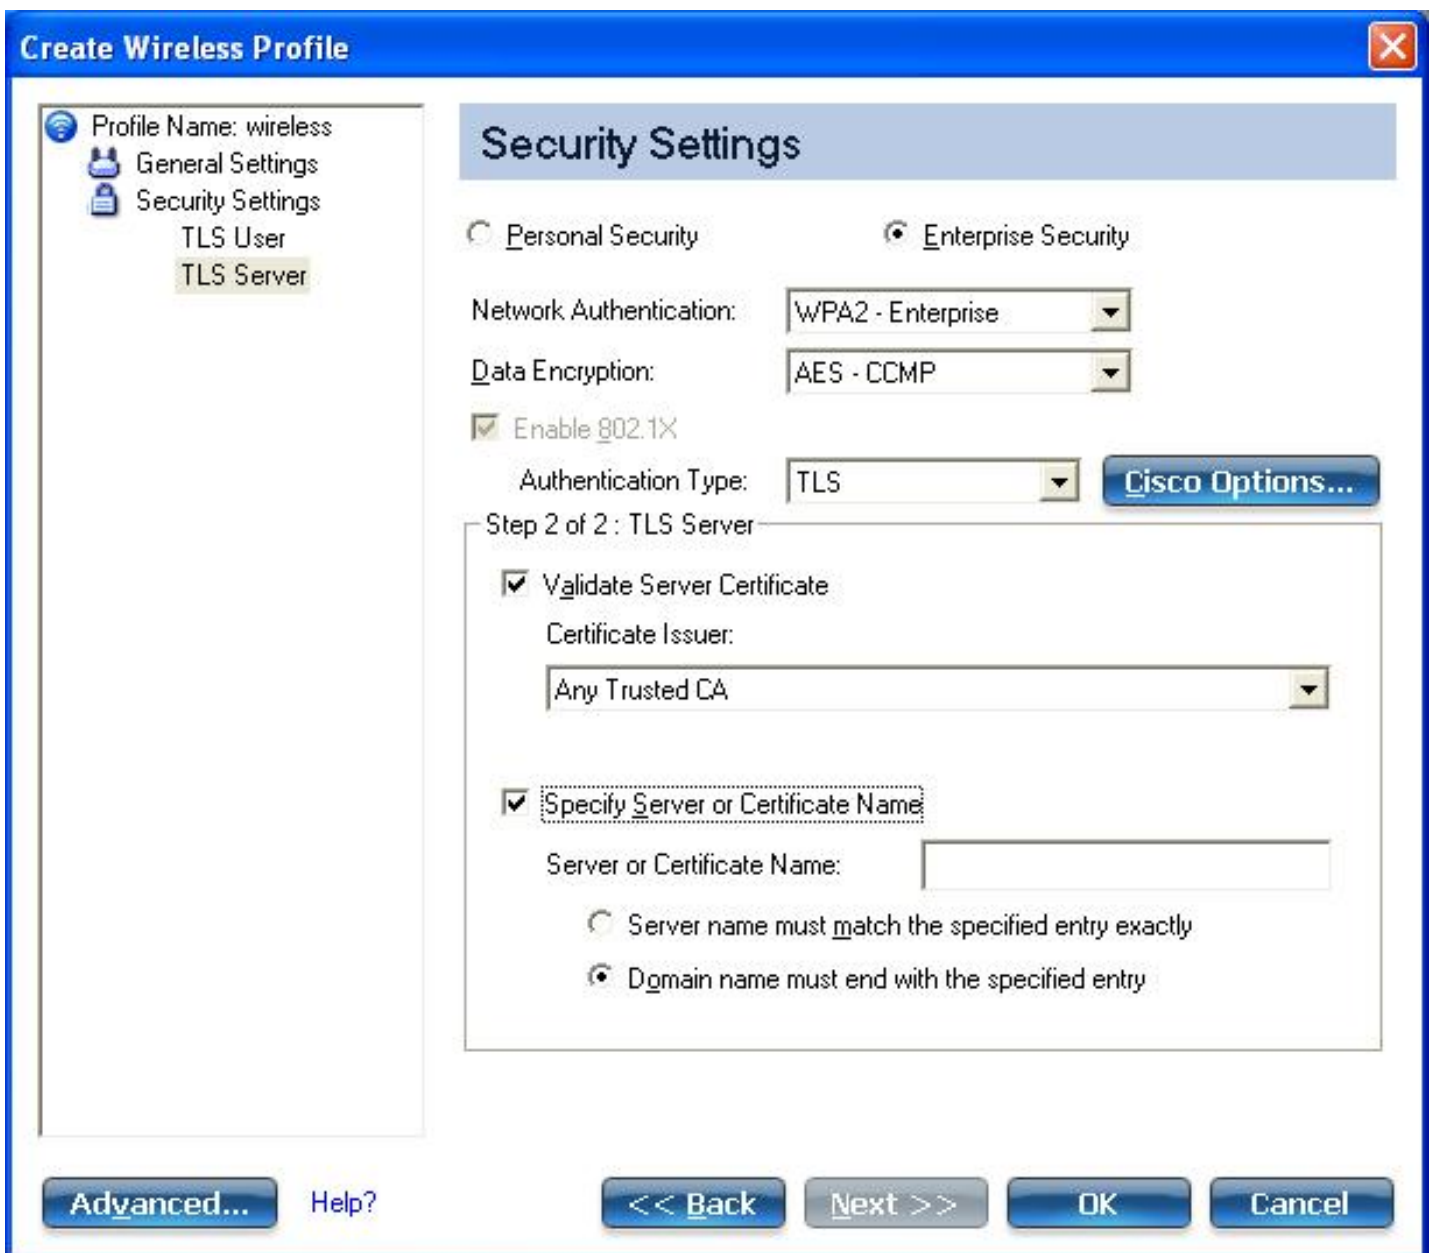 Create Wireless Profile
Profile Name: wireless
General Settings
Security Settings
TLS User
TLS Server
Security Settings
Personal Security
Enterprise Security
Network Authentication:
WPA2 - Enterprise
Data Encryption:
AES - CCMP
Enable 802.1X
Authentication Type:
TLS
Cisco Options...
Step 2 of 2 : TLS Server
Validate Server Certificate
Certificate Issuer:
Any Trusted CA
Specify Server or Certificate Name
Server or Certificate Name:
Server name must match the specified entry exactly
Domain name must end with the specified entry
Advanced...
Help?
<< Back
Next >>
OK
Cancel